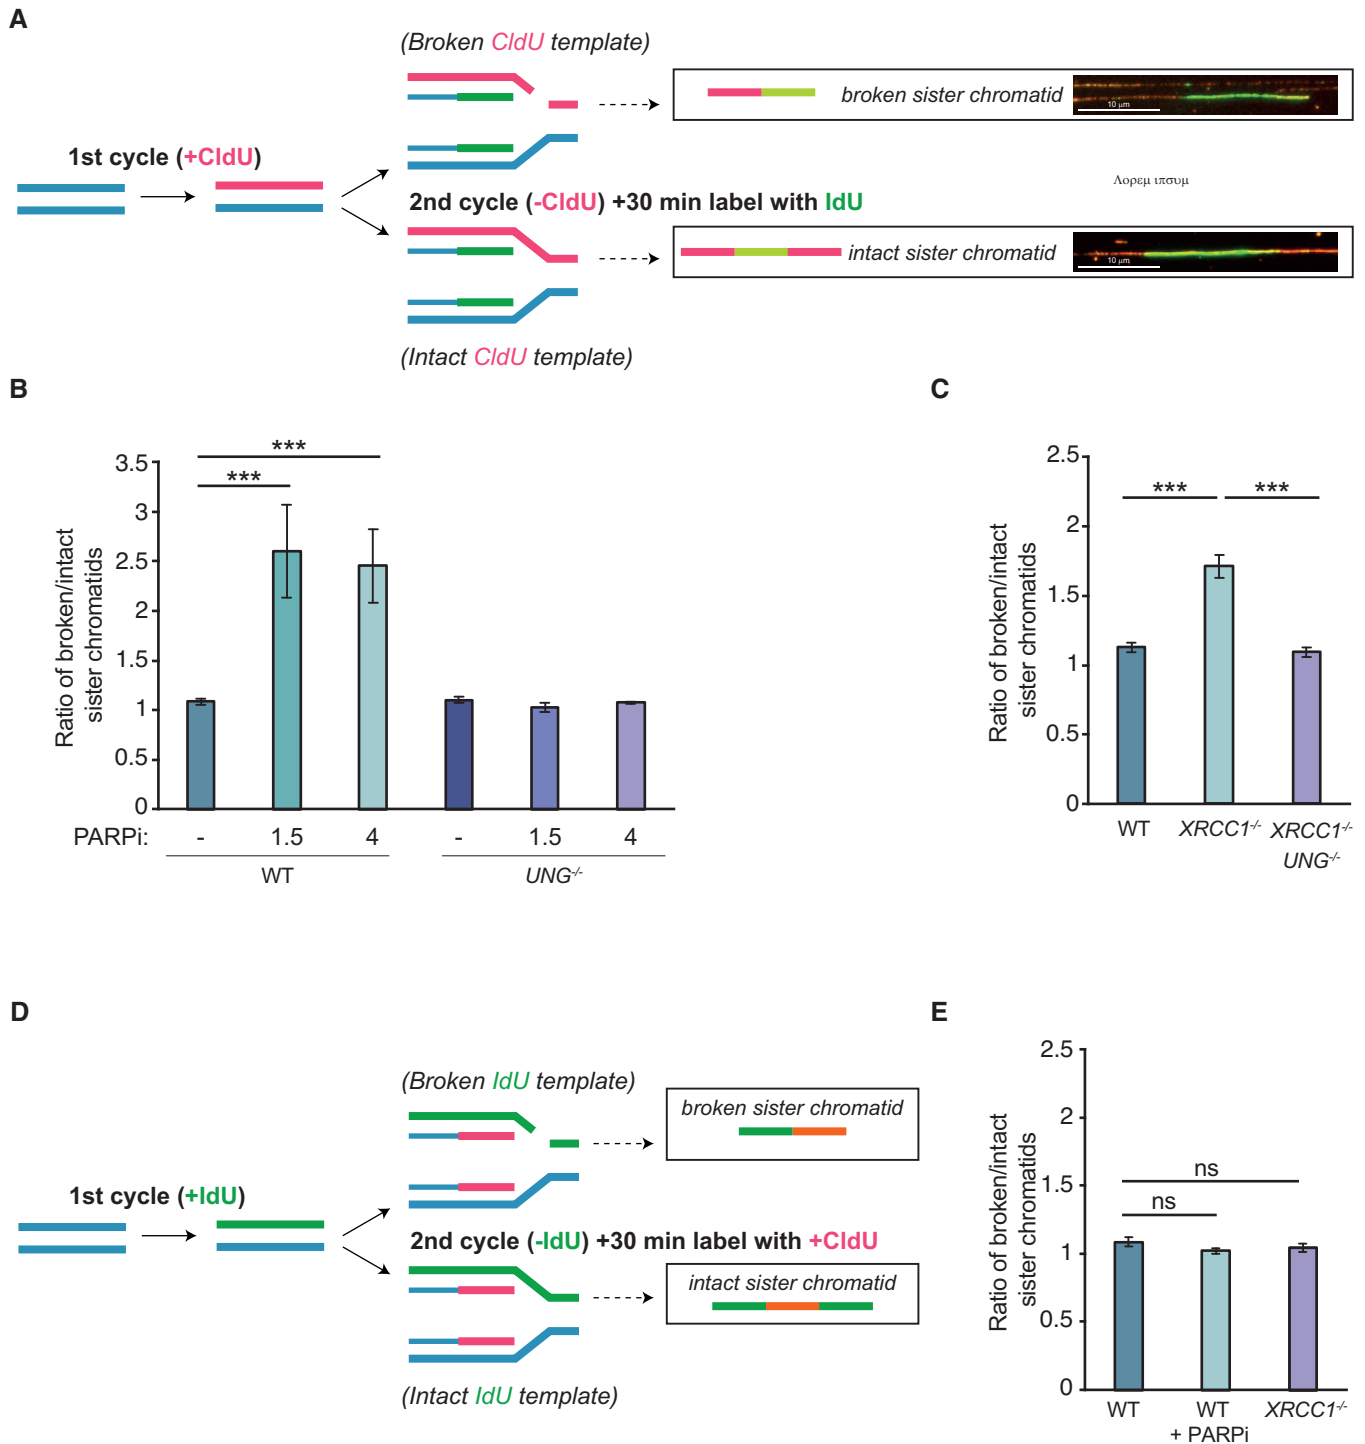 A
(Broken CldU template)
broken sister chromatid
10 μm
1st cycle (+CldU)
Λορεμ ιπσυμ
2nd cycle (-CldU) +30 min label with IdU
intact sister chromatid
10 μm
(Intact CldU template)
B
Ratio of broken/intact
sister chromatids
3.5
3
2.5
2
1.5
1
0.5
0
***
***
PARPi:
-
1.5
4
-
1.5
4
WT
UNG-/-
C
Ratio of broken/intact
sister chromatids
2.5
2
1.5
1
0.5
0
***
***
WT
XRCC1-/-
XRCC1-/-
UNG-/-
D
(Broken IdU template)
broken sister chromatid
1st cycle (+IdU)
2nd cycle (-IdU) +30 min label with +CldU
intact sister chromatid
(Intact IdU template)
E
Ratio of broken/intact
sister chromatids
2.5
2
1.5
1
0.5
0
ns
ns
WT
WT
+ PARPi
XRCC1-/-